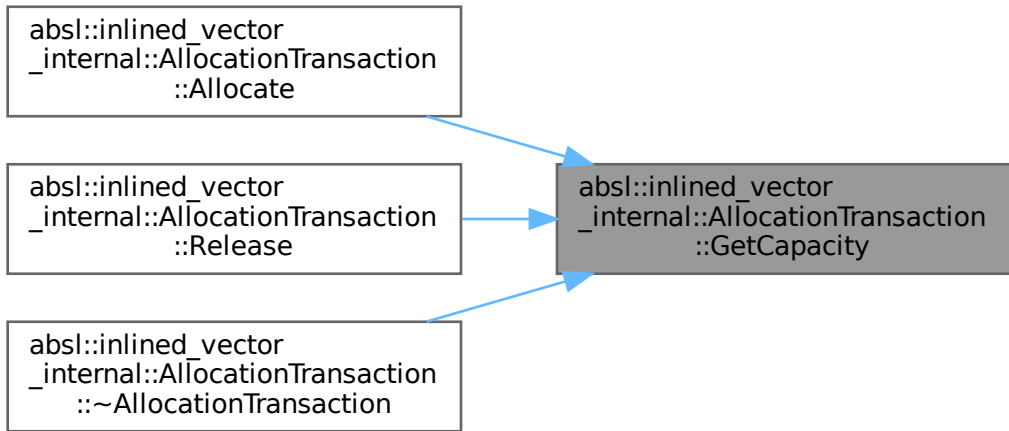 absl::inlined_vector
_internal::AllocationTransaction
::Allocate
absl::inlined_vector
_internal::AllocationTransaction
::Release
absl::inlined_vector
_internal::AllocationTransaction
::~AllocationTransaction
absl::inlined_vector
_internal::AllocationTransaction
::GetCapacity